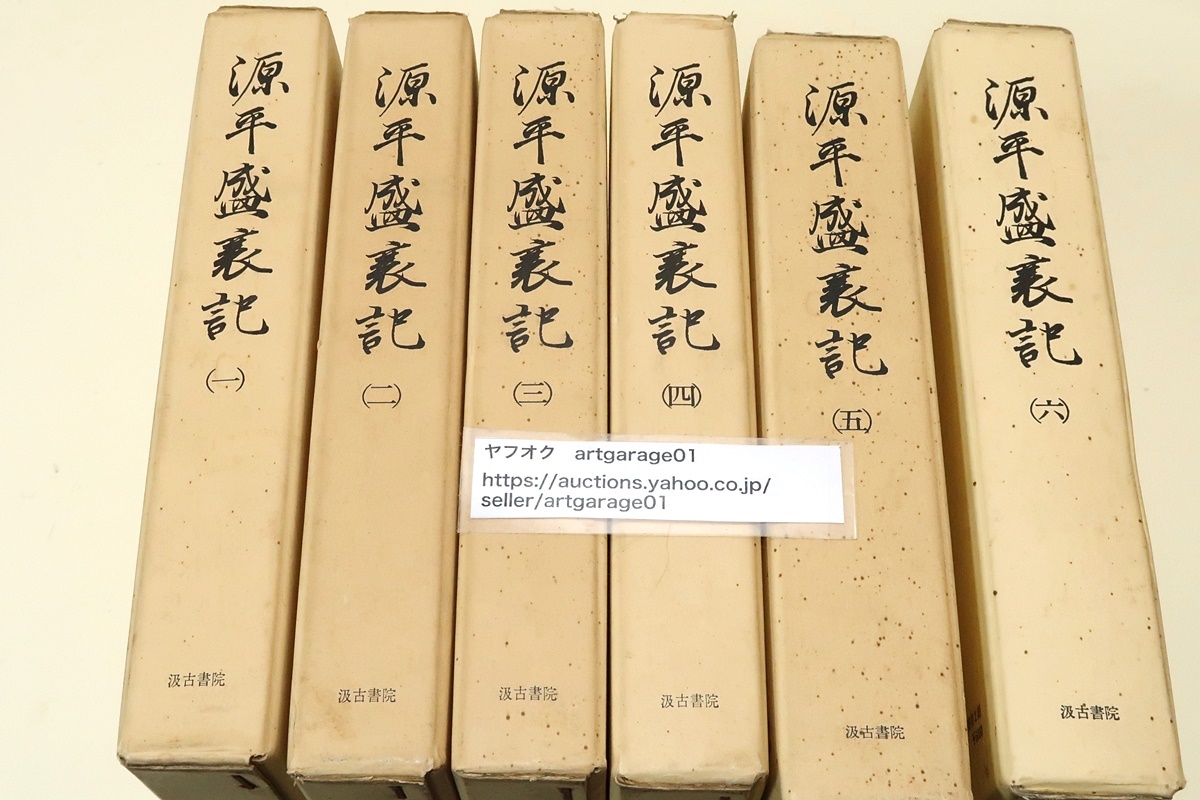 源平盛衰記
(一)
汲古書院
源平盛衰記
(二)
汲古書院
源平盛衰記
(三)
汲古書院
源平盛衰記
(四)
汲古書院
源平盛衰記
(五)
汲古書院
源平盛衰記
(六)
汲古書院
ヤフオク　artgarage01
https://auctions.yahoo.co.jp/
seller/artgarage01